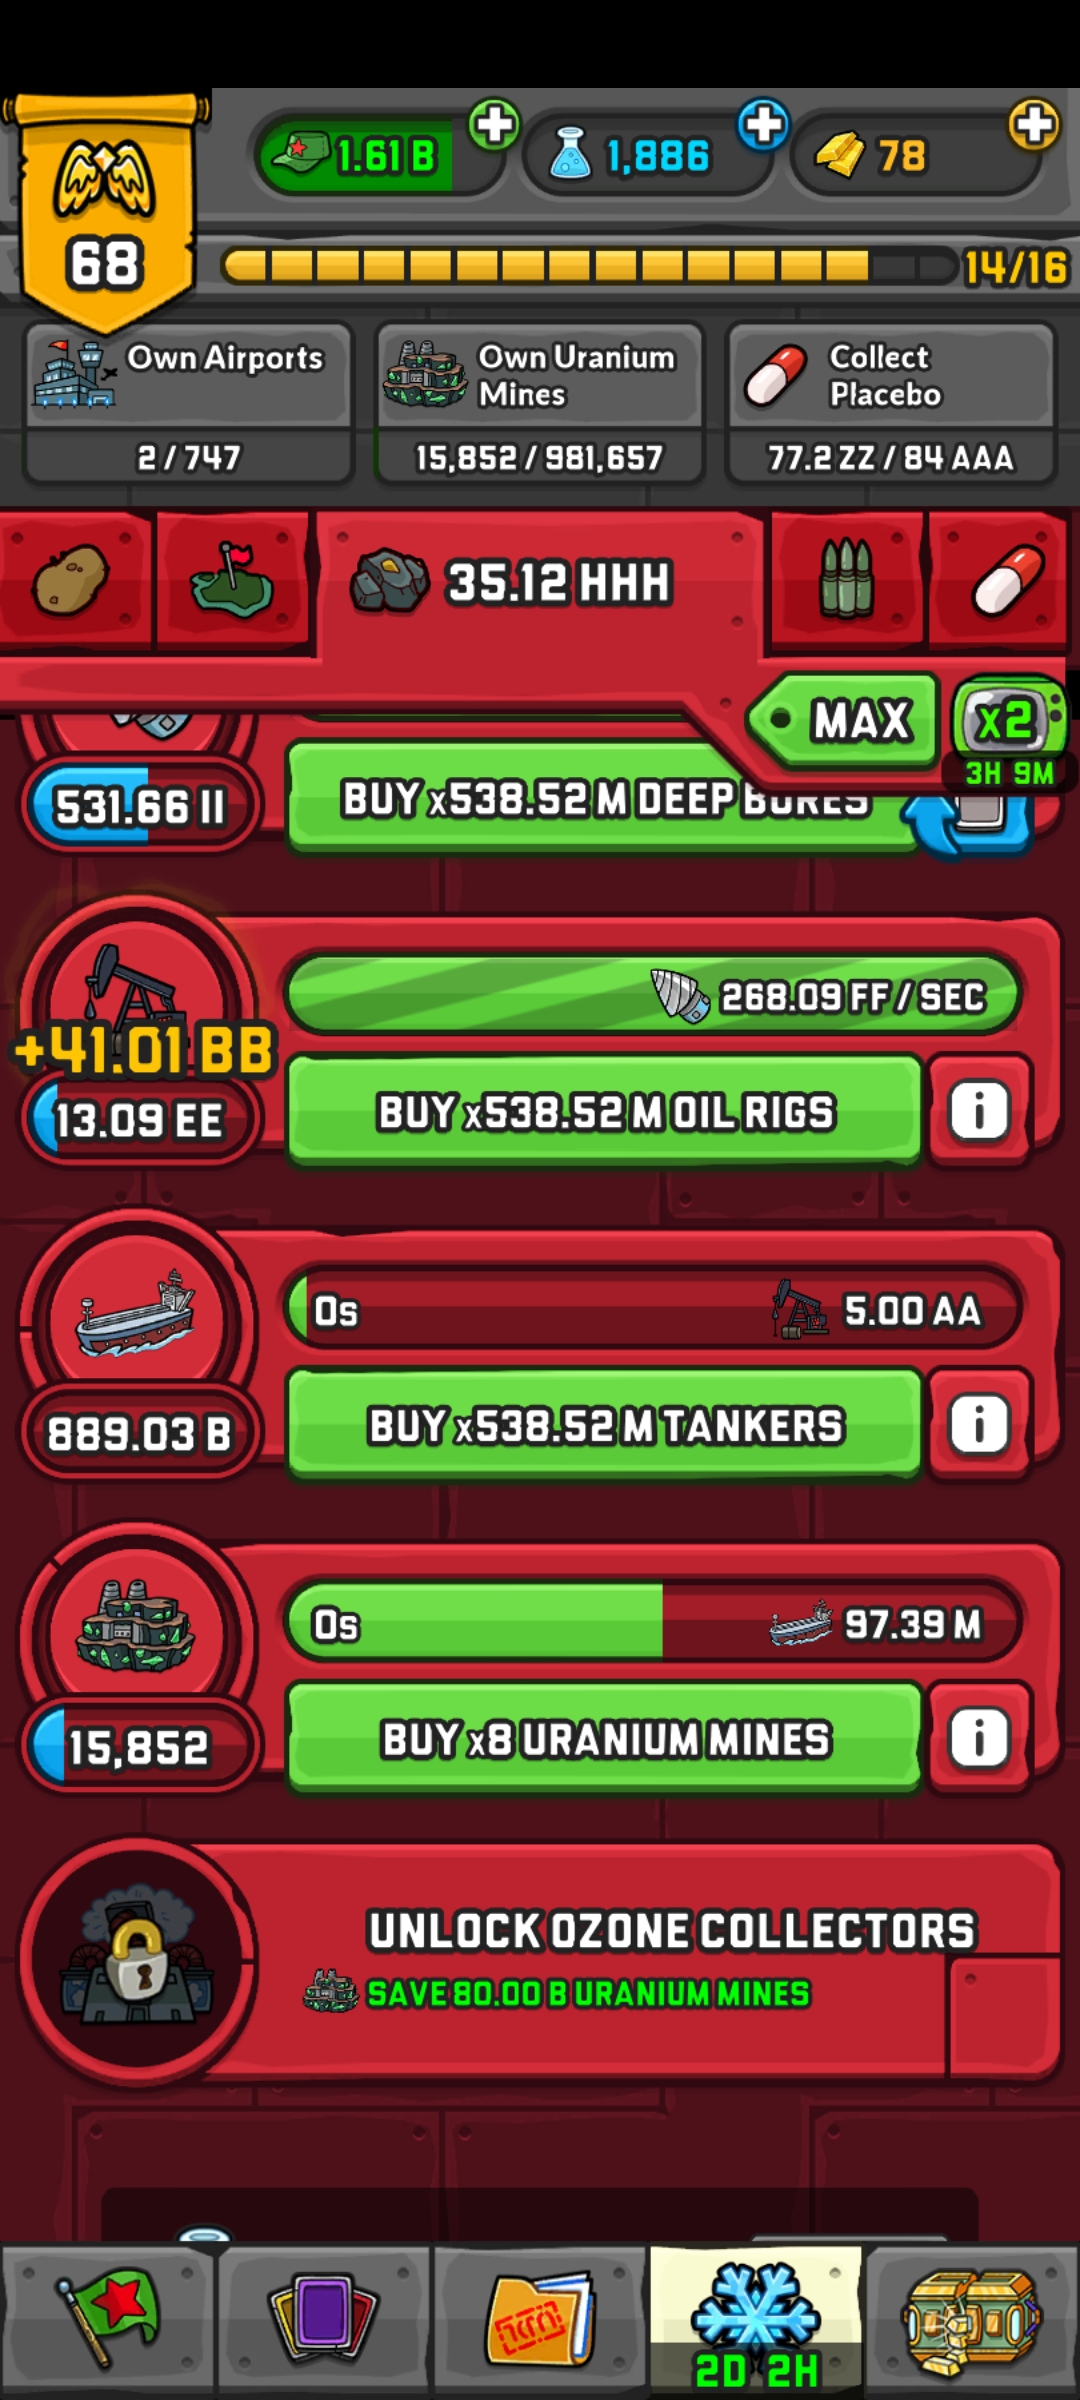 1.61 B
1,886
78
68
14/16
Own Airports
2 / 747
Own Uranium
Mines
15,852 / 981,657
Collect
Placebo
77.2 ZZ / 84 AAA
35.12 HHH
MAX
x2
3H 9M
531.66 II
BUY x538.52 M DEEP BORES
268.09 FF / SEC
+41.01 BB
13.09 EE
BUY x538.52 M OIL RIGS
i
0s
5.00 AA
889.03 B
BUY x538.52 M TANKERS
i
0s
97.39 M
15,852
BUY x8 URANIUM MINES
i
UNLOCK OZONE COLLECTORS
SAVE 80.00 B URANIUM MINES
2D 2H